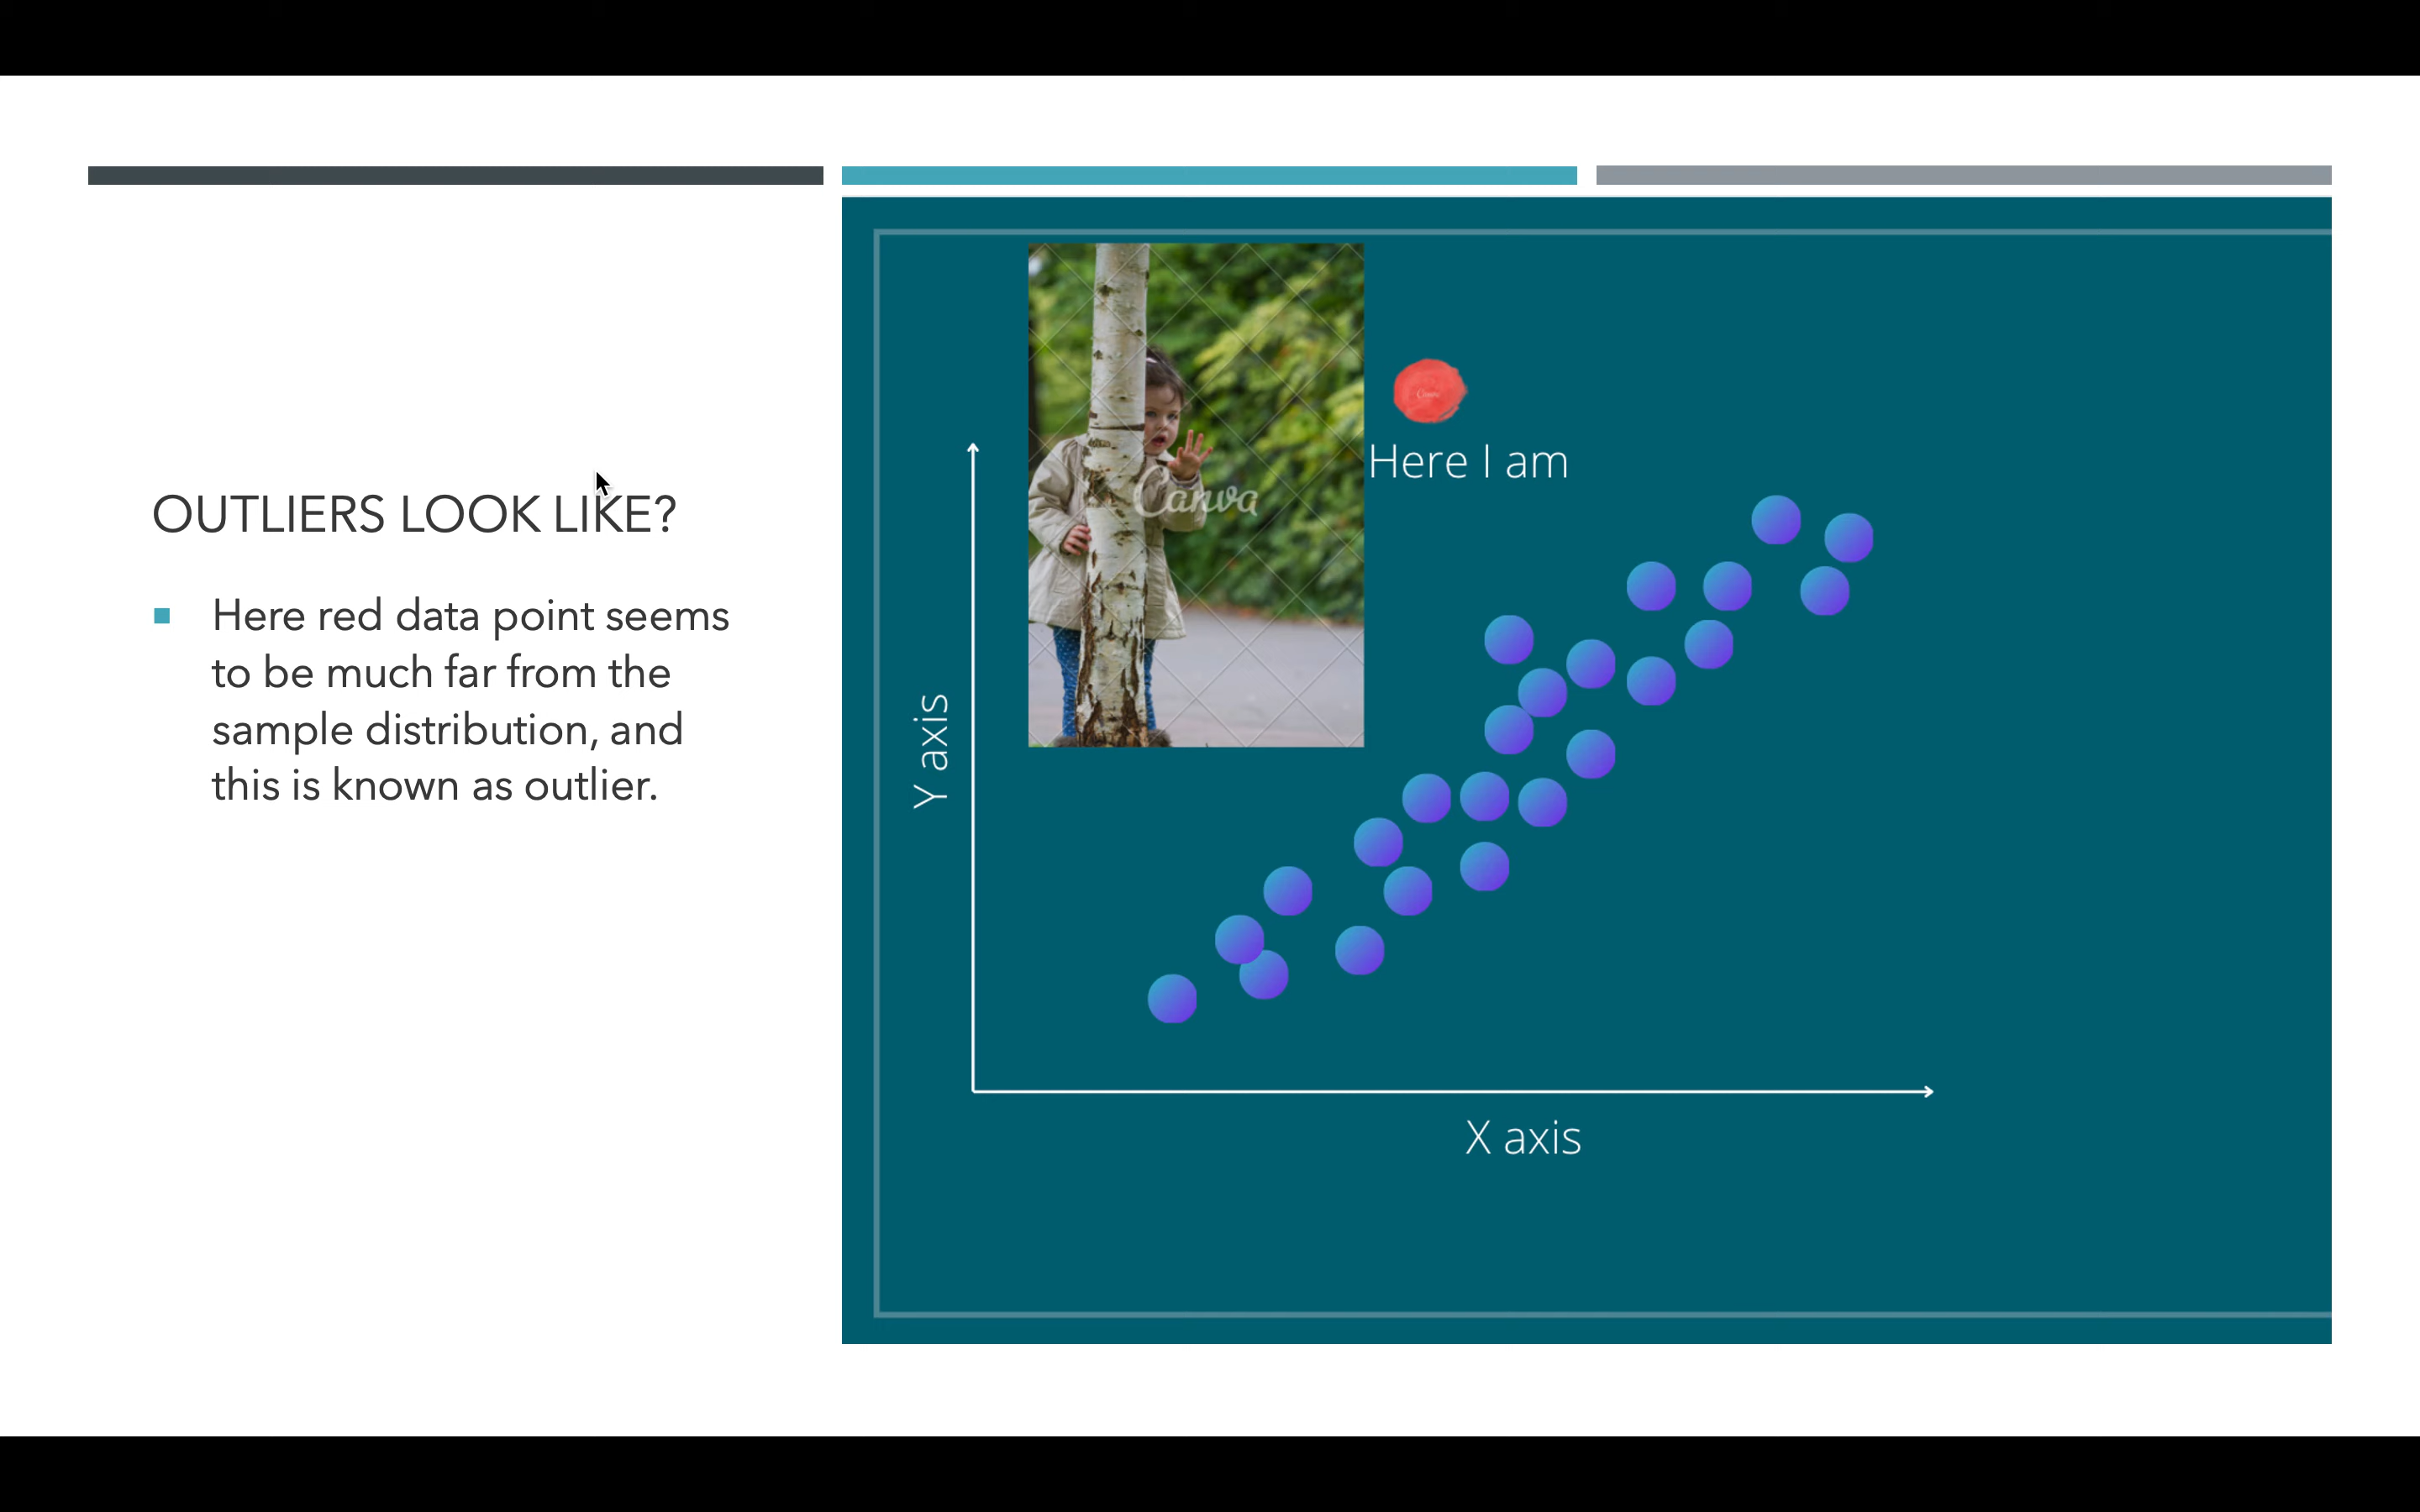 OUTLIERS LOOK LIKE?
Here red data point seems
to be much far from the
sample distribution, and
this is known as outlier.
Canva
Canva
Here I am
Y axis
X axis